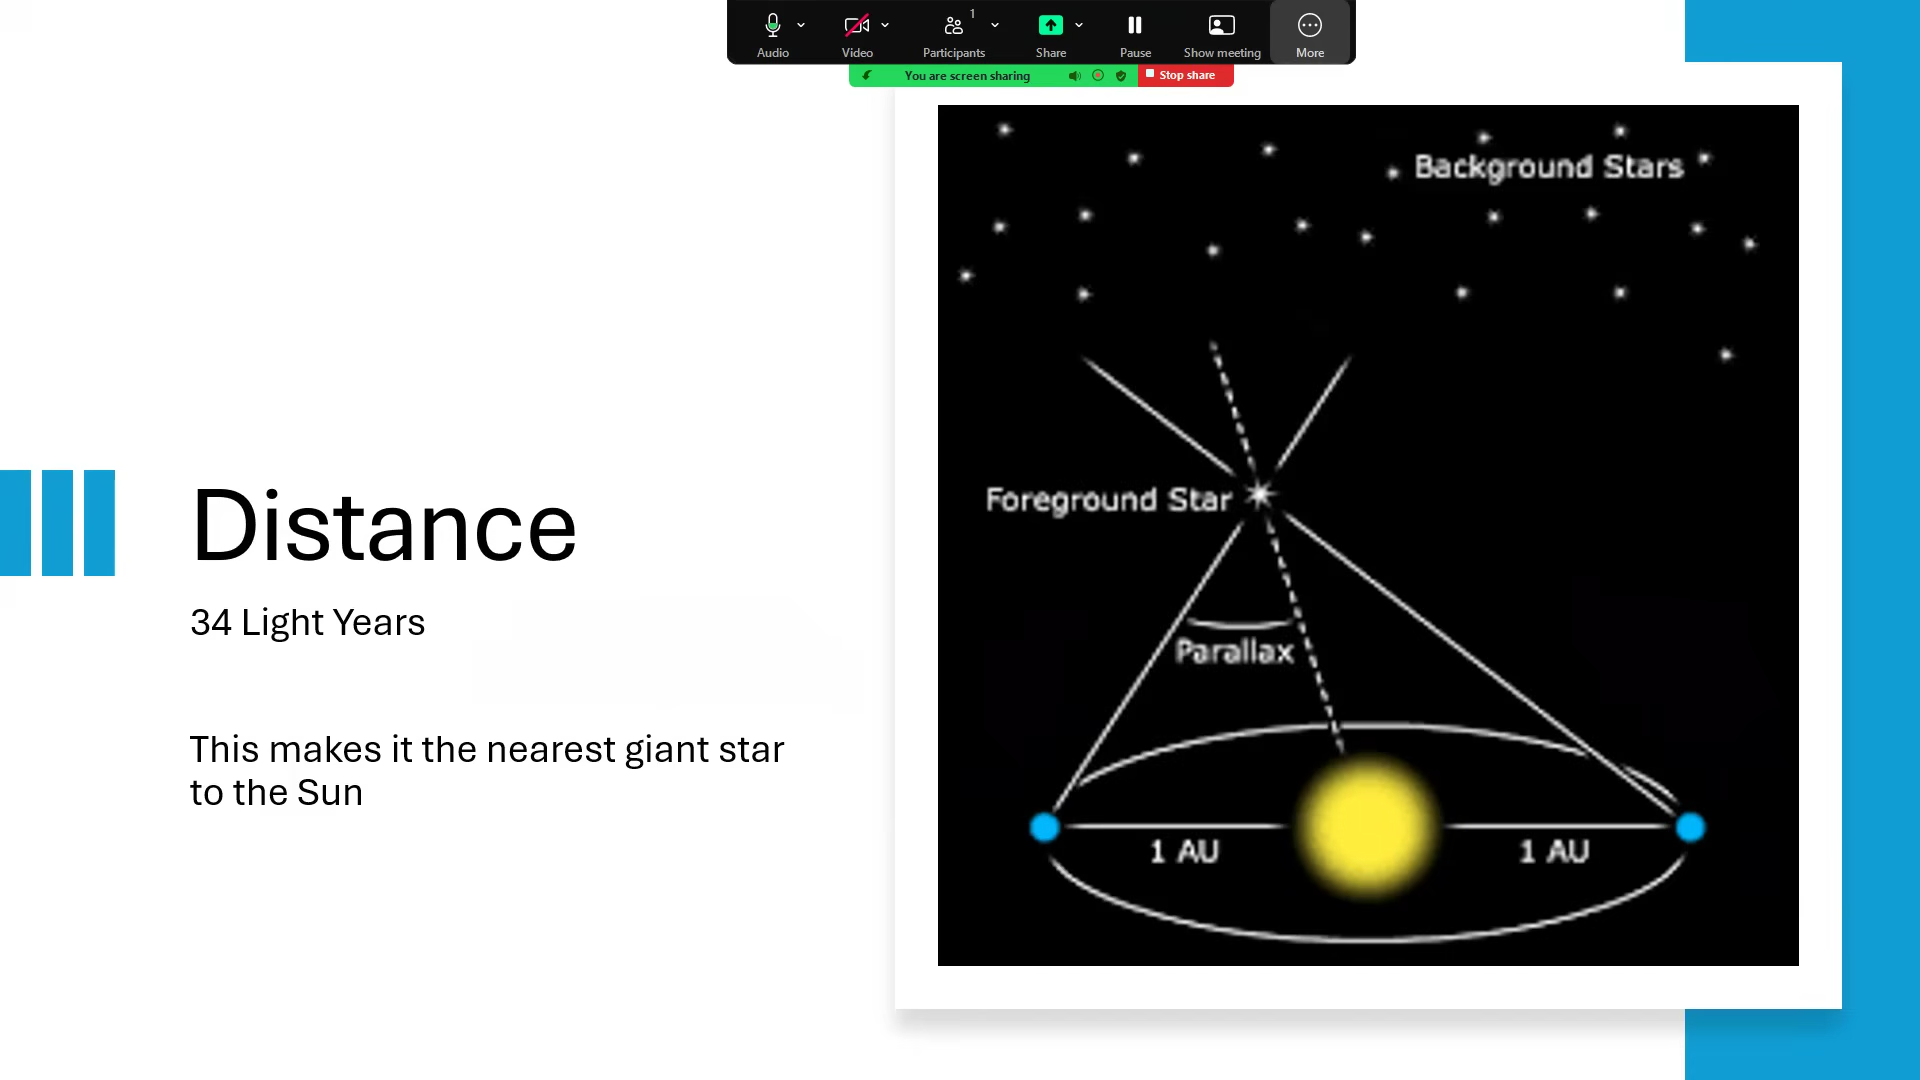 1
Audio
Video
Participants
Share
Pause
Show meeting
More
You are screen sharing
Stop share
Background Stars
Foreground Star
Parallax
1 AU
1 AU
Distance
34 Light Years
This makes it the nearest giant star
to the Sun